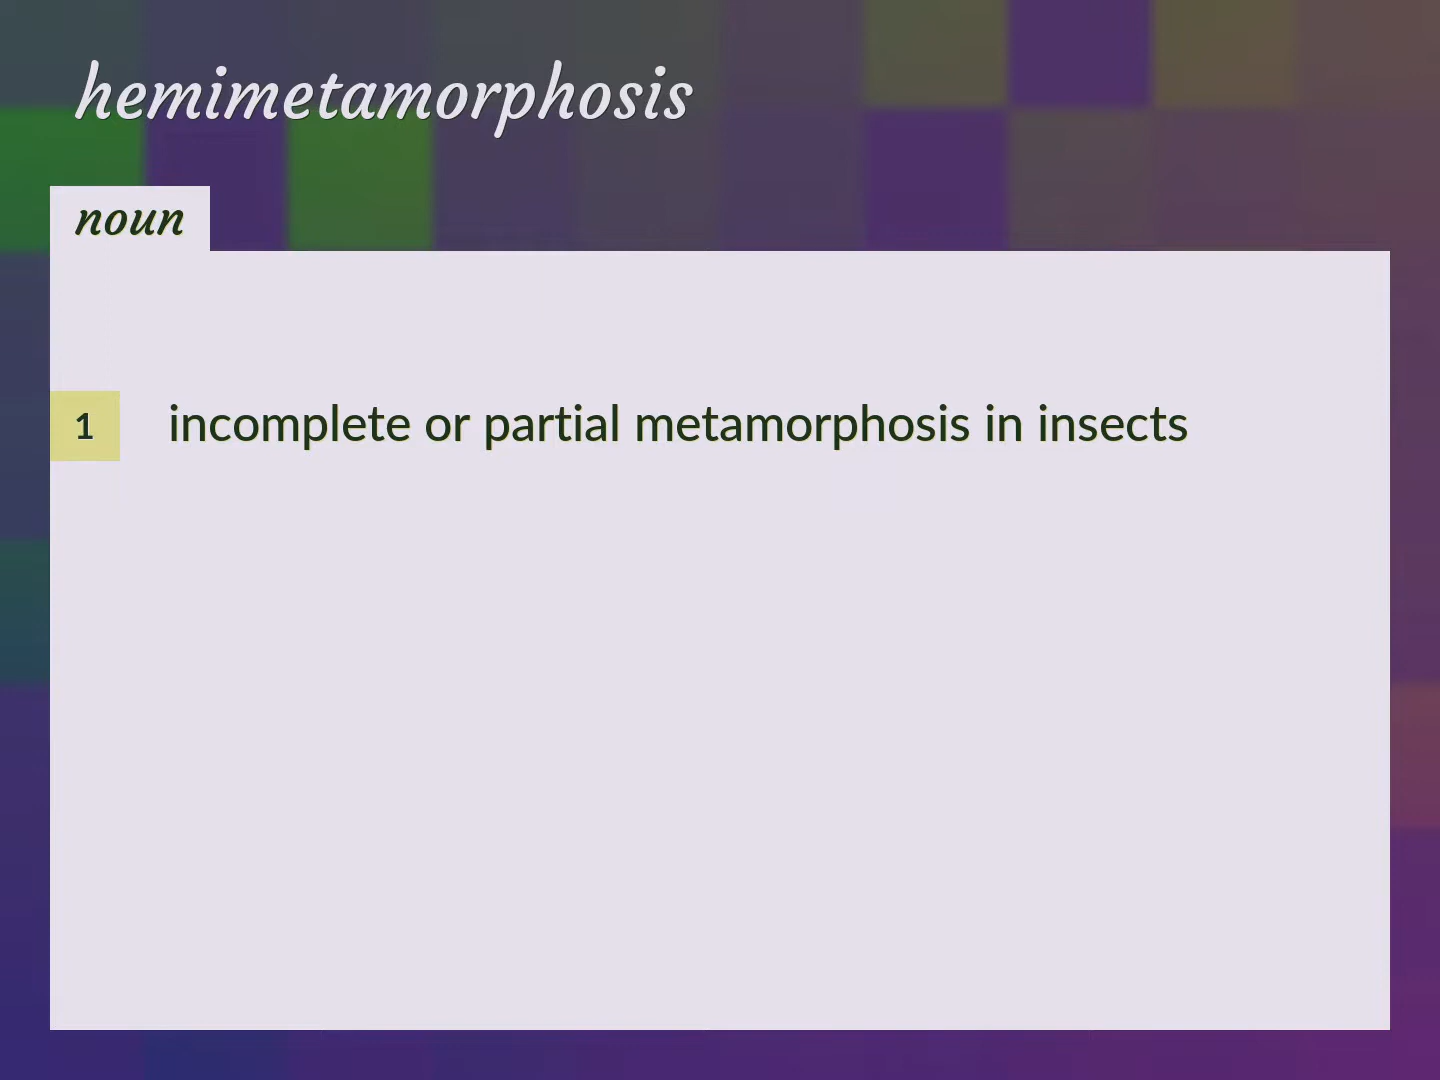 hemimetamorphosis
noun
1 incomplete or partial metamorphosis in insects